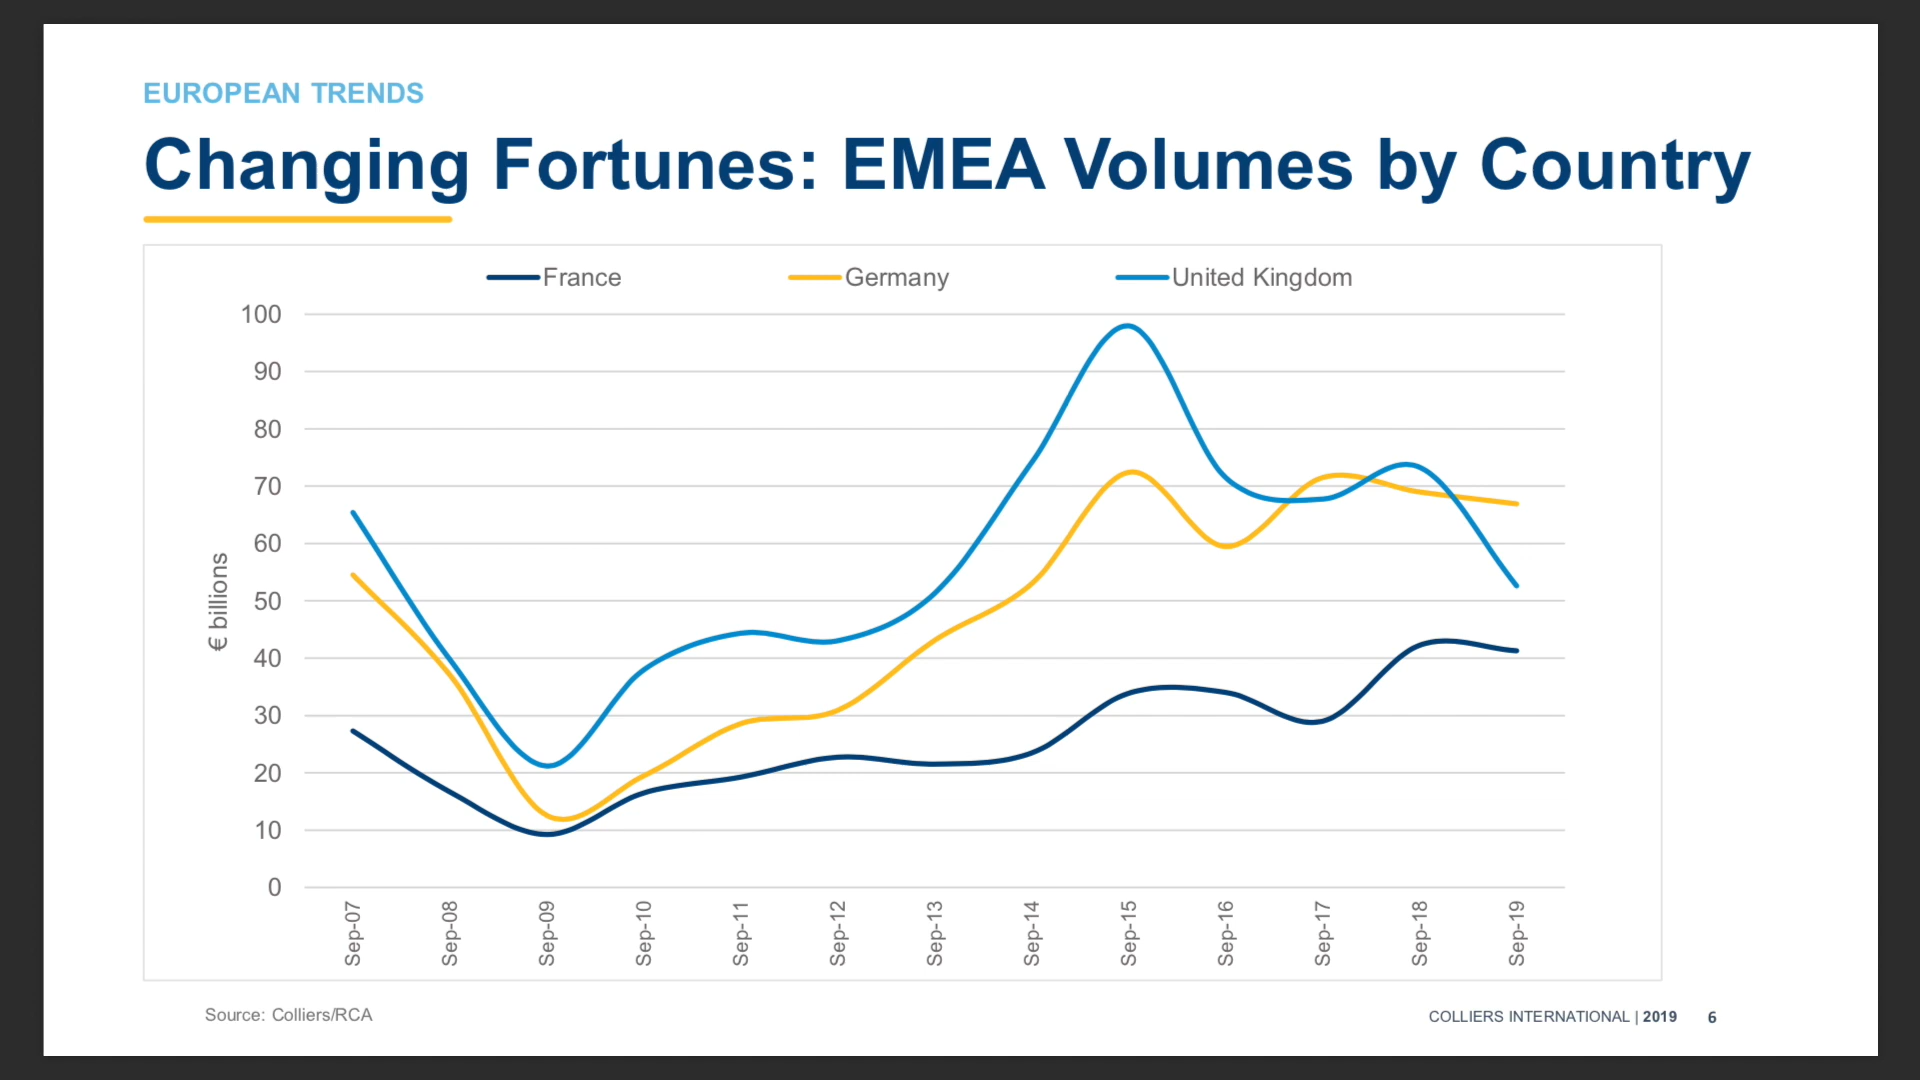 EUROPEAN TRENDS
Changing Fortunes: EMEA Volumes by Country
France Germany United Kingdom
100
90
80
70
60
50
40
30
20
10
0
€ billions
Sep-07 Sep-08 Sep-09 Sep-10 Sep-11 Sep-12 Sep-13 Sep-14 Sep-15 Sep-16 Sep-17 Sep-18 Sep-19
Source: Colliers/RCA
COLLIERS INTERNATIONAL | 2019 6